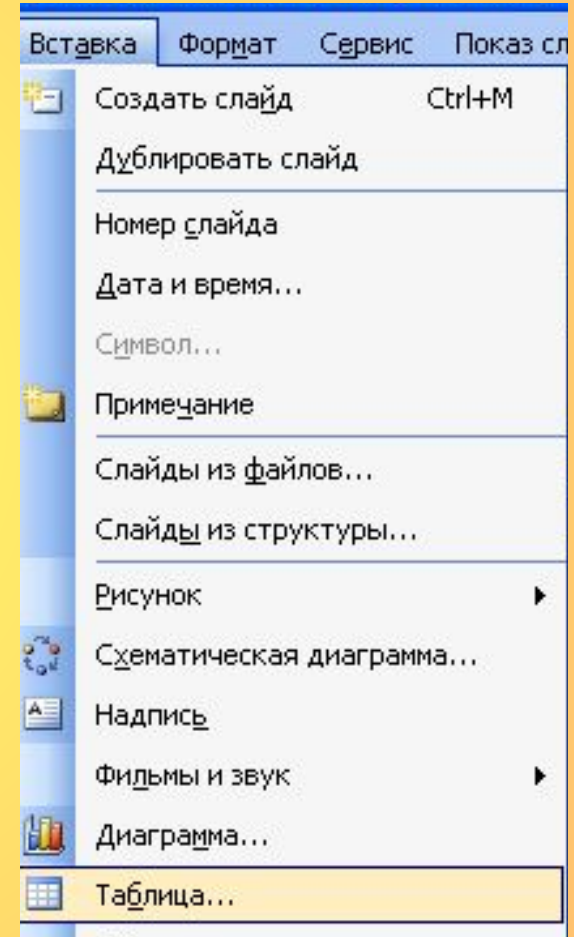 Вставка Формат Сервис Показ сл
Создать слайд Ctrl+M
Дублировать слайд
Номер слайда
Дата и время...
Символ...
Примечание
Слайды из файлов...
Слайды из структуры...
Рисунок
Схематическая диаграмма...
Надпись
Фильмы и звук
Диаграмма...
Таблица...